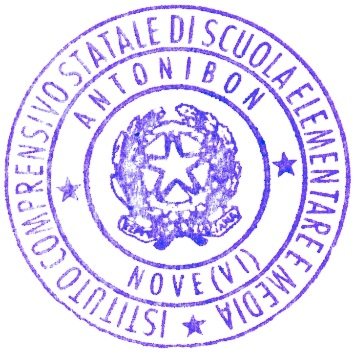 ISTITUTO COMPRENSIVO STATALE DI SCUOLA ELEMENTARE E MEDIA
ANTONIBON
NOVE (VI)